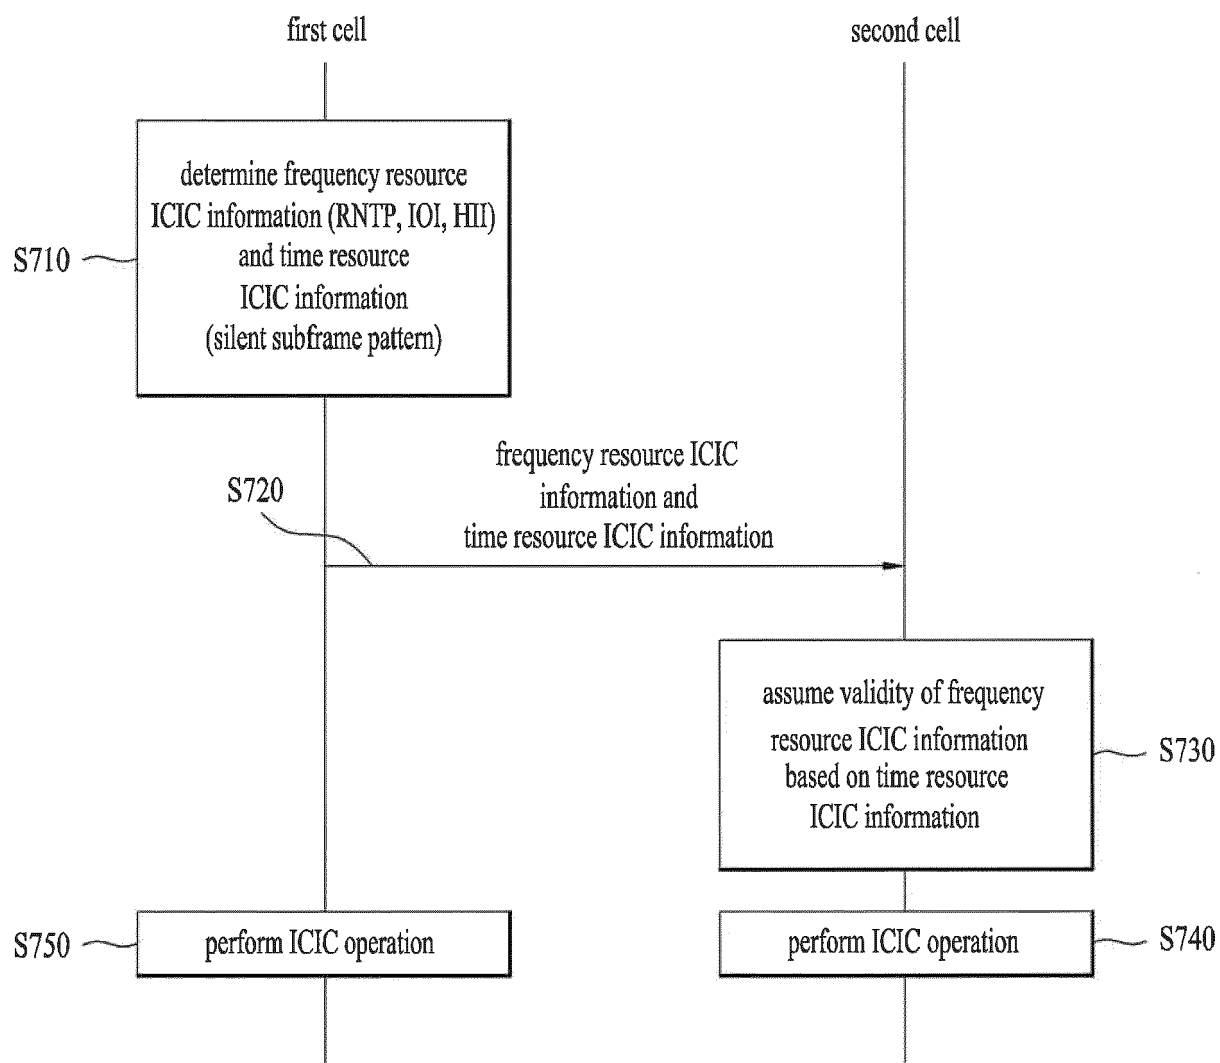 first cell
second cell
determine frequency resource
ICIC information (RNTP, IOI, HII)
and time resource
ICIC information
(silent subframe pattern)
S710
frequency resource ICIC
information and
time resource ICIC information
S720
assume validity of frequency
resource ICIC information
based on time resource
ICIC information
S730
S750
perform ICIC operation
perform ICIC operation
S740